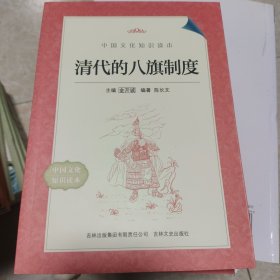 中国文化知识读本
清代的八旗制度
主编 金开诚 编著 陈长文
中国文化
知识读本
吉林出版集团有限责任公司 吉林文史出版社